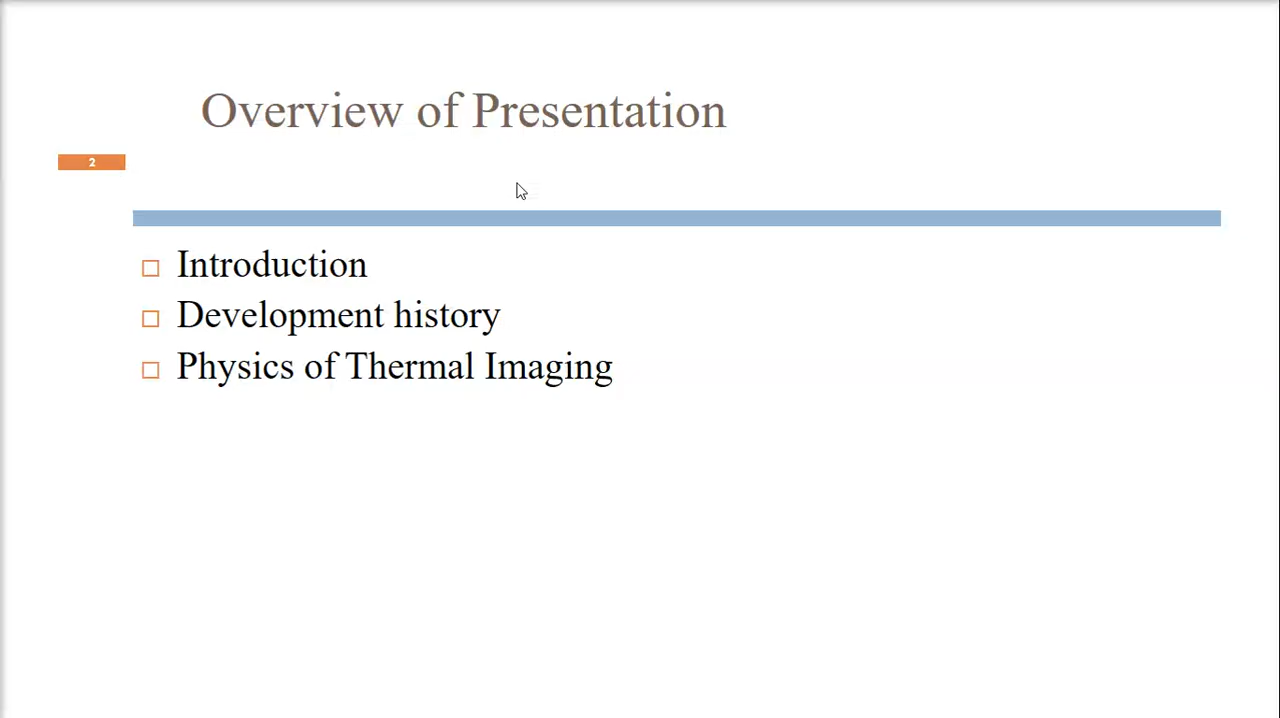 Overview of Presentation
2
Introduction
Development history
Physics of Thermal Imaging